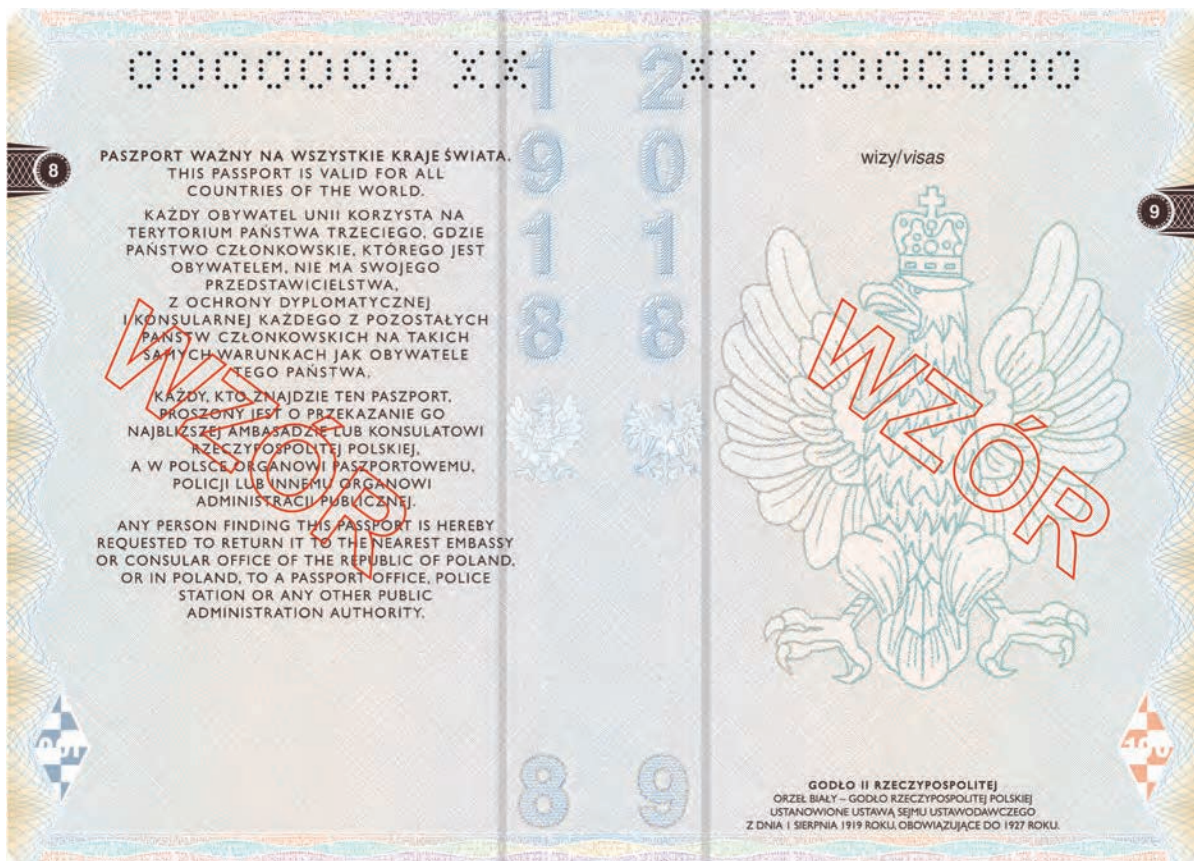 0000000 XX
XX 0000000
1918
2018
8
PASZPORT WAŻNY NA WSZYSTKIE KRAJE ŚWIATA.
THIS PASSPORT IS VALID FOR ALL
COUNTRIES OF THE WORLD.
KAŻDY OBYWATEL UNII KORZYSTA NA
TERYTORIUM PAŃSTWA TRZECIEGO, GDZIE
PAŃSTWO CZŁONKOWSKIE, KTÓREGO JEST
OBYWATELEM, NIE MA SWOJEGO
PRZEDSTAWICIELSTWA,
Z OCHRONY DYPLOMATYCZNEJ
I KONSULARNEJ KAŻDEGO Z POZOSTAŁYCH
PAŃSTW CZŁONKOWSKICH NA TAKICH
SAMYCH WARUNKACH JAK OBYWATELE
TEGO PAŃSTWA.
KAŻDY, KTO ZNAJDZIE TEN PASZPORT,
PROSZONY JEST O PRZEKAZANIE GO
NAJBLIŻSZEJ AMBASADZIE LUB KONSULATOWI
RZECZYPOSPOLITEJ POLSKIEJ,
A W POLSCE ORGANOWI PASZPORTOWEMU,
POLICJI LUB INNEMU ORGANOWI
ADMINISTRACJI PUBLICZNEJ.
ANY PERSON FINDING THIS PASSPORT IS HEREBY
REQUESTED TO RETURN IT TO THE NEAREST EMBASSY
OR CONSULAR OFFICE OF THE REPUBLIC OF POLAND,
OR IN POLAND, TO A PASSPORT OFFICE, POLICE
STATION OR ANY OTHER PUBLIC
ADMINISTRATION AUTHORITY.
WZÓR
8
wizy/visas
9
WZÓR
9
GODŁO II RZECZYPOSPOLITEJ
ORZEŁ BIAŁY – GODŁO RZECZYPOSPOLITEJ POLSKIEJ
USTANOWIONE USTAWĄ SEJMU USTAWODAWCZEGO
Z DNIA 1 SIERPNIA 1919 ROKU, OBOWIĄZUJĄCE DO 1927 ROKU.